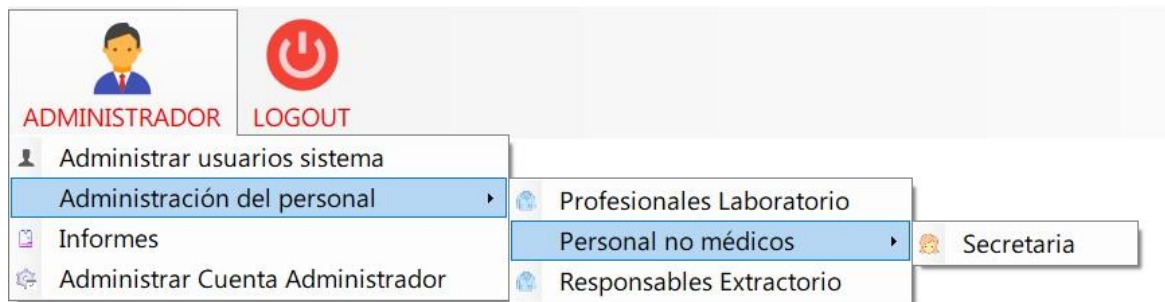 ADMINISTRADOR
LOGOUT
Administrar usuarios sistema
Administración del personal
Informes
Administrar Cuenta Administrador
Profesionales Laboratorio
Personal no médicos
Responsables Extractorio
Secretaria